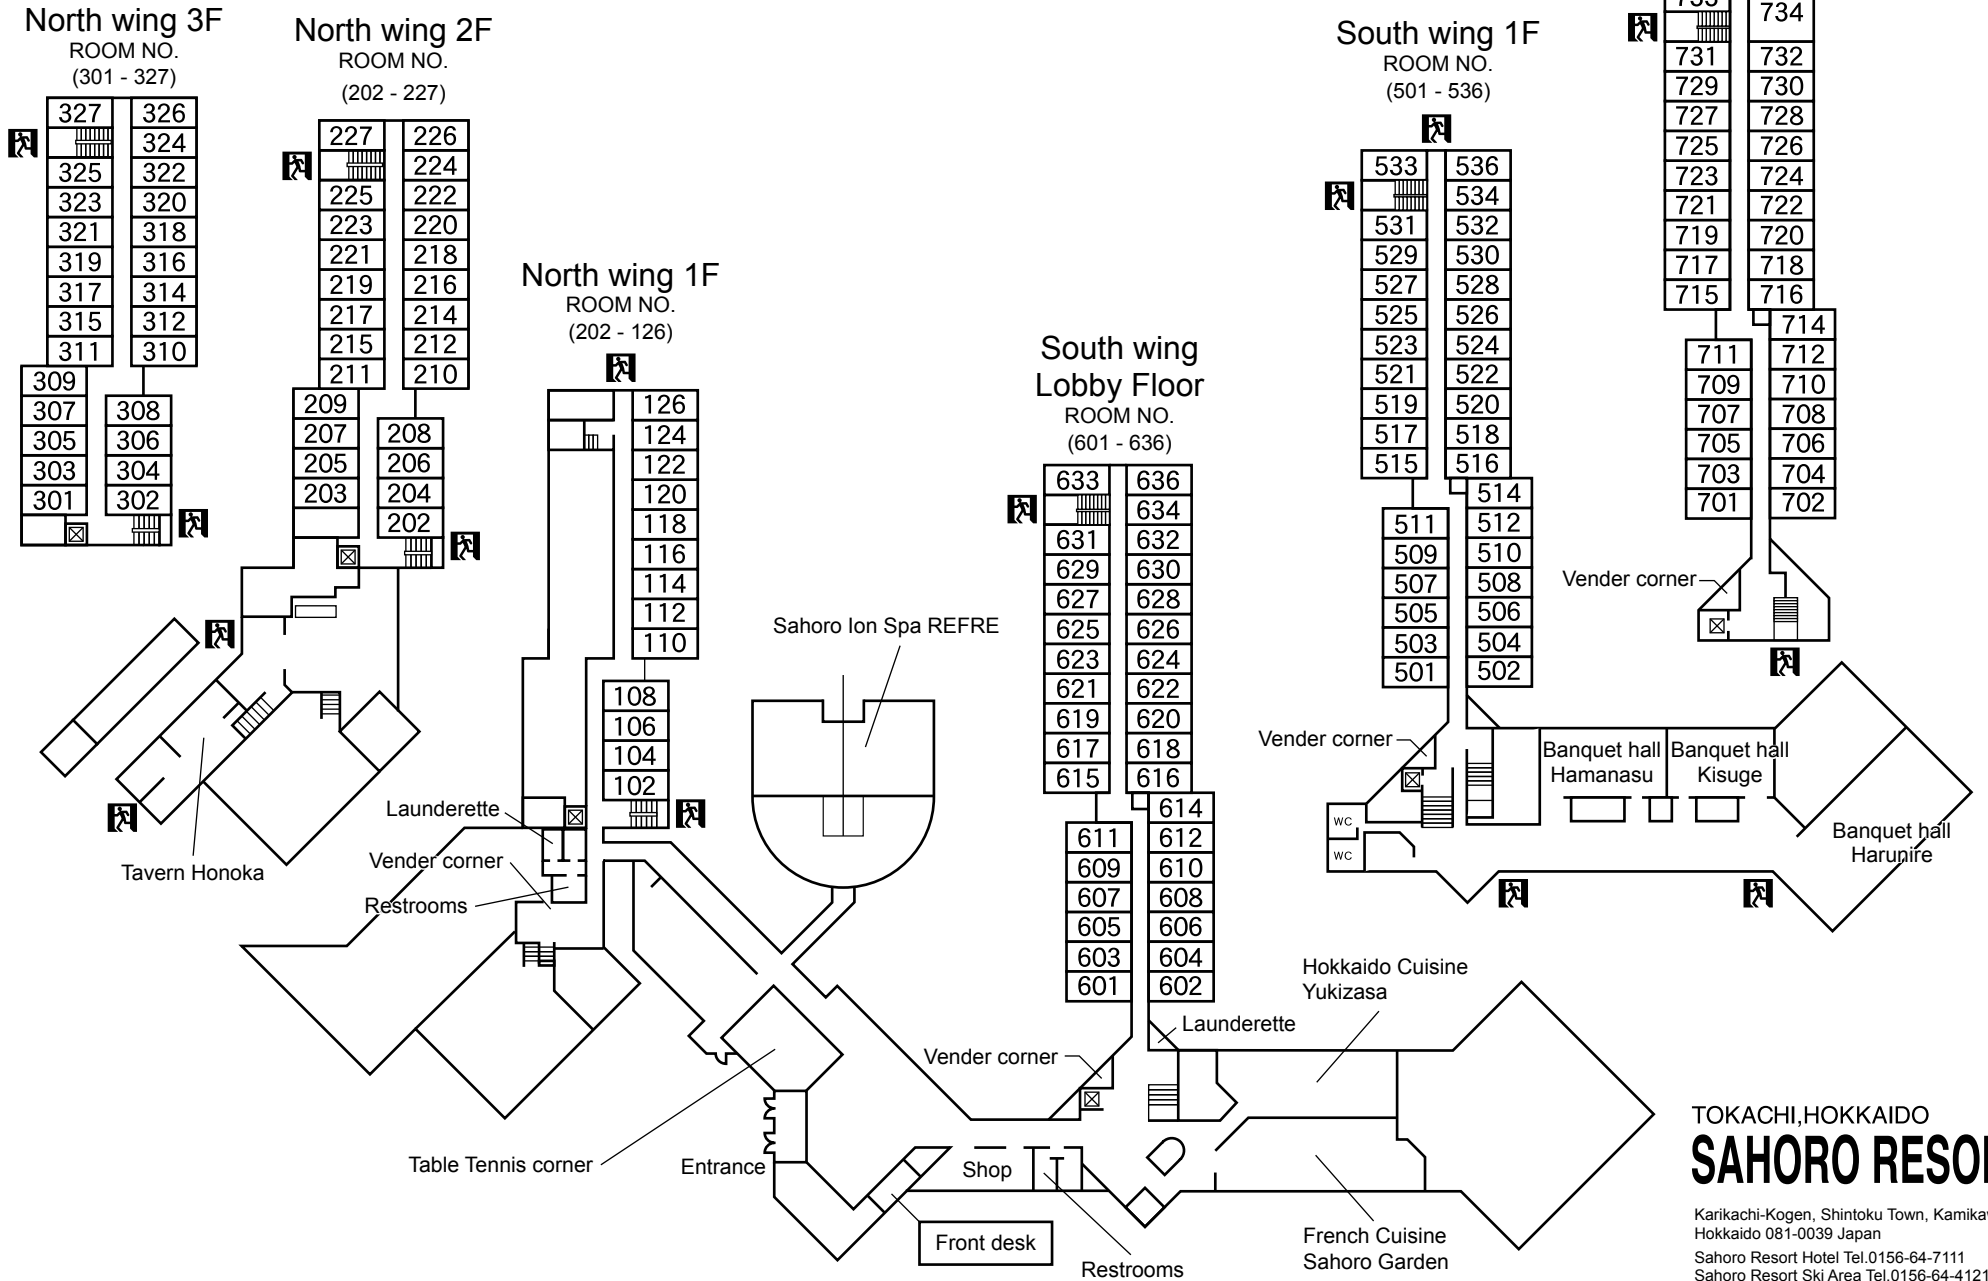 North wing 3F
ROOM NO.
(301 - 327)
327 326
324
325 322
323 320
321 318
319 316
317 314
315 312
311 310
309
307 308
305 306
303 304
301 302
North wing 2F
ROOM NO.
(202 - 227)
227 226
224
225 222
223 220
221 218
219 216
217 214
215 212
211 210
209
207 208
205 206
203 204
202
Tavern Honoka
North wing 1F
ROOM NO.
(202 - 126)
126
124
122
120
118
116
114
112
110
108
106
104
102
Launderette
Vender corner
Restrooms
Sahoro Ion Spa REFRE
Table Tennis corner
Entrance
Front desk
Shop
Restrooms
South wing
Lobby Floor
ROOM NO.
(601 - 636)
633 636
634
631 632
629 630
627 628
625 626
623 624
621 622
619 620
617 618
615 616
614
611 612
609 610
607 608
605 606
603 604
601 602
Launderette
Vender corner
Hokkaido Cuisine
Yukizasa
French Cuisine
Sahoro Garden
South wing 1F
ROOM NO.
(501 - 536)
533 536
534
531 532
529 530
527 528
525 526
523 524
521 522
519 520
517 518
515 516
514
511 512
509 510
507 508
505 506
503 504
501 502
Vender corner
WC
WC
Banquet hall
Hamanasu
Banquet hall
Kisuge
Banquet hall
Harunire
733 734
731 732
729 730
727 728
725 726
723 724
721 722
719 720
717 718
715 716
714
711 712
709 710
707 708
705 706
703 704
701 702
Vender corner
TOKACHI,HOKKAIDO
SAHORO
Karikachi-Kogen, Shintoku Town,
Hokkaido 081-0039 Japan
Sahoro Resort Hotel Tel.0156-64-7111
Sahoro Resort Ski Area Tel.0156-64-4121